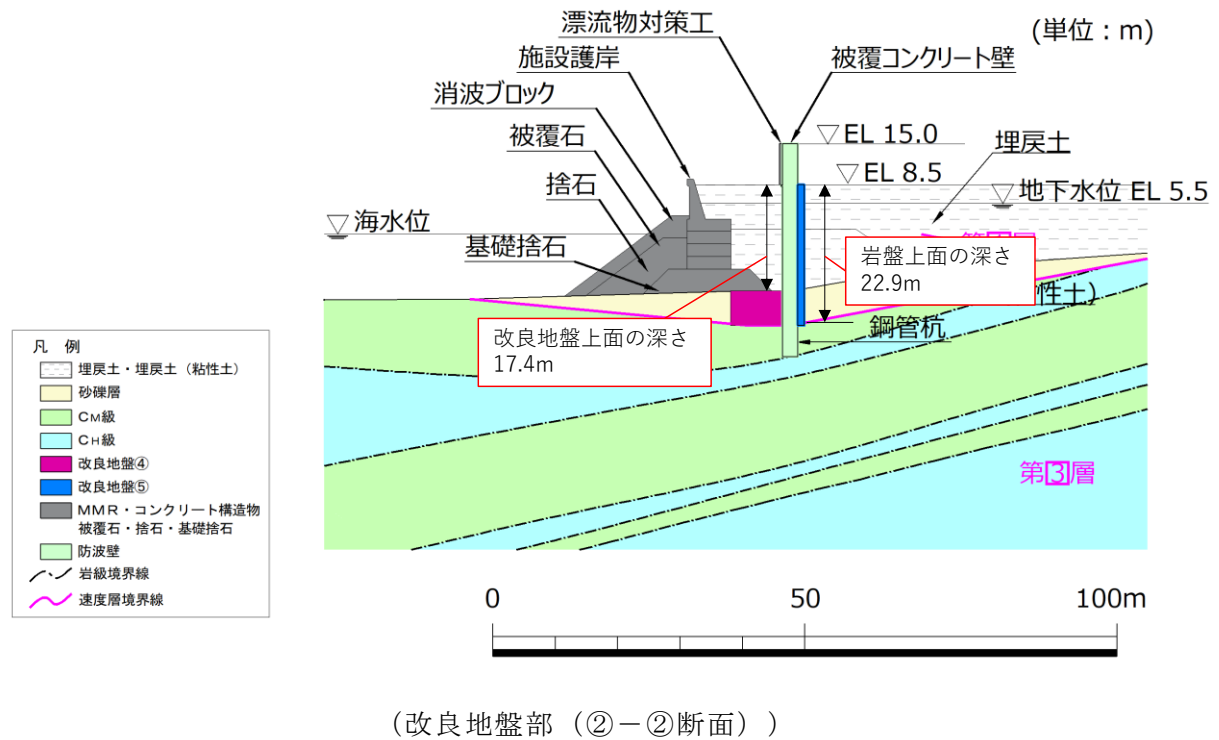 (単位：m)
漂流物対策工
施設護岸
被覆コンクリート壁
消波ブロック
▽EL 15.0
被覆石
埋戻土
▽EL 8.5
捨石
▽地下水位 EL 5.5
▽海水位
基礎捨石
岩盤上面の深さ
22.9m
性土）
改良地盤上面の深さ
17.4m
鋼管杭
第3層
凡 例
埋戻土・埋戻土（粘性土）
砂礫層
CM級
CH級
改良地盤④
改良地盤⑤
MMR・コンクリート構造物
被覆石・捨石・基礎捨石
防波壁
岩級境界線
速度層境界線
0
50
100m
（改良地盤部（②－②断面））